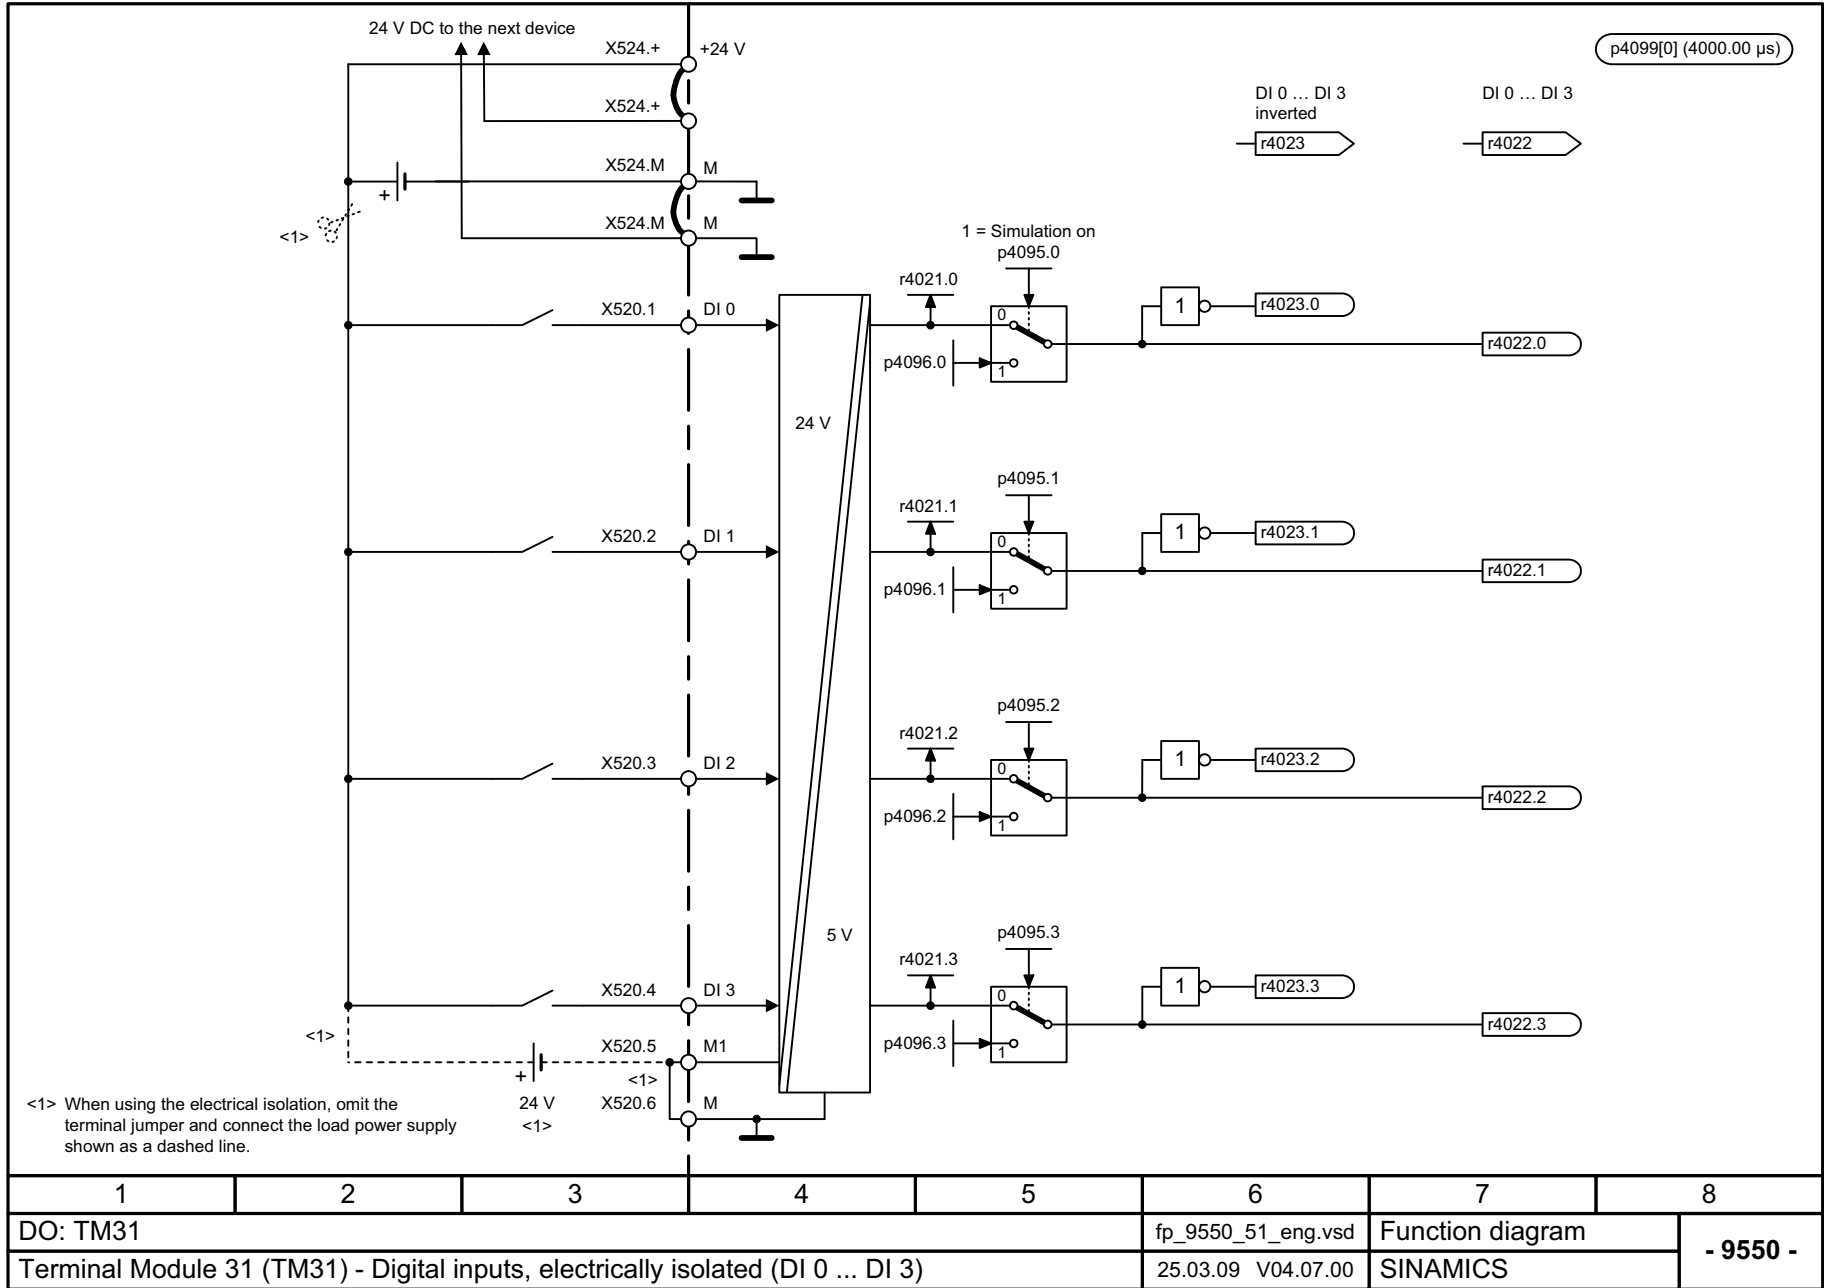 24 V DC to the next device
X524.+
+24 V
p4099[0] (4000.00 µs)
X524.+
DI 0 ... DI 3
inverted
DI 0 ... DI 3
r4023
r4022
X524.M
M
+
<1>
X524.M
M
1 = Simulation on
p4095.0
r4021.0
X520.1
DI 0
0
1
r4023.0
r4022.0
p4096.0
1
24 V
p4095.1
r4021.1
X520.2
DI 1
0
1
r4023.1
r4022.1
p4096.1
1
p4095.2
r4021.2
X520.3
DI 2
0
1
r4023.2
r4022.2
p4096.2
1
5 V
p4095.3
r4021.3
X520.4
DI 3
0
1
r4023.3
r4022.3
<1>
X520.5
M1
p4096.3
1
+
<1>
24 V
<1>
X520.6
M
<1> When using the electrical isolation, omit the
terminal jumper and connect the load power supply
shown as a dashed line.
1 2 3 4 5 6 7 8
DO: TM31
fp_9550_51_eng.vsd
Function diagram
- 9550 -
Terminal Module 31 (TM31) - Digital inputs, electrically isolated (DI 0 ... DI 3)
25.03.09 V04.07.00
SINAMICS